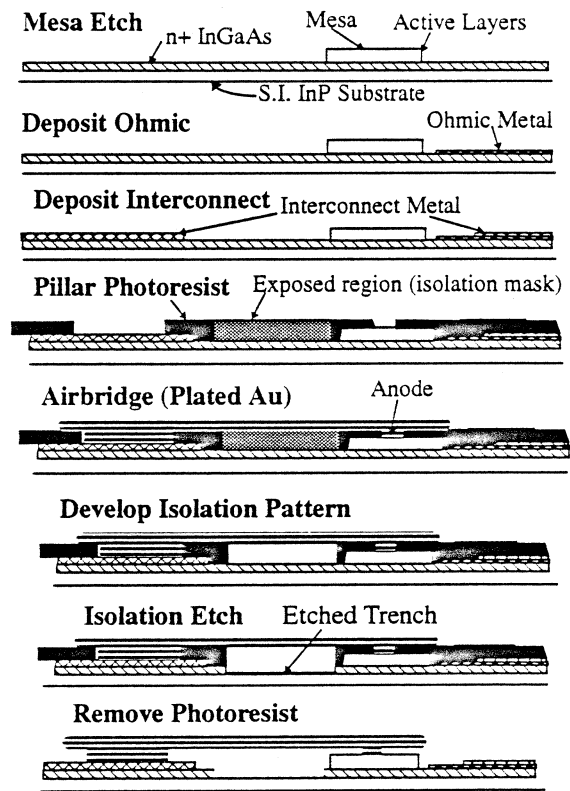 Mesa Etch
n+ InGaAs
Mesa
Active Layers
S.I. InP Substrate
Deposit Ohmic
Ohmic Metal
Deposit Interconnect
Interconnect Metal
Pillar Photoresist
Exposed region (isolation mask)
Airbridge (Plated Au)
Anode
Develop Isolation Pattern
Isolation Etch
Etched Trench
Remove Photoresist